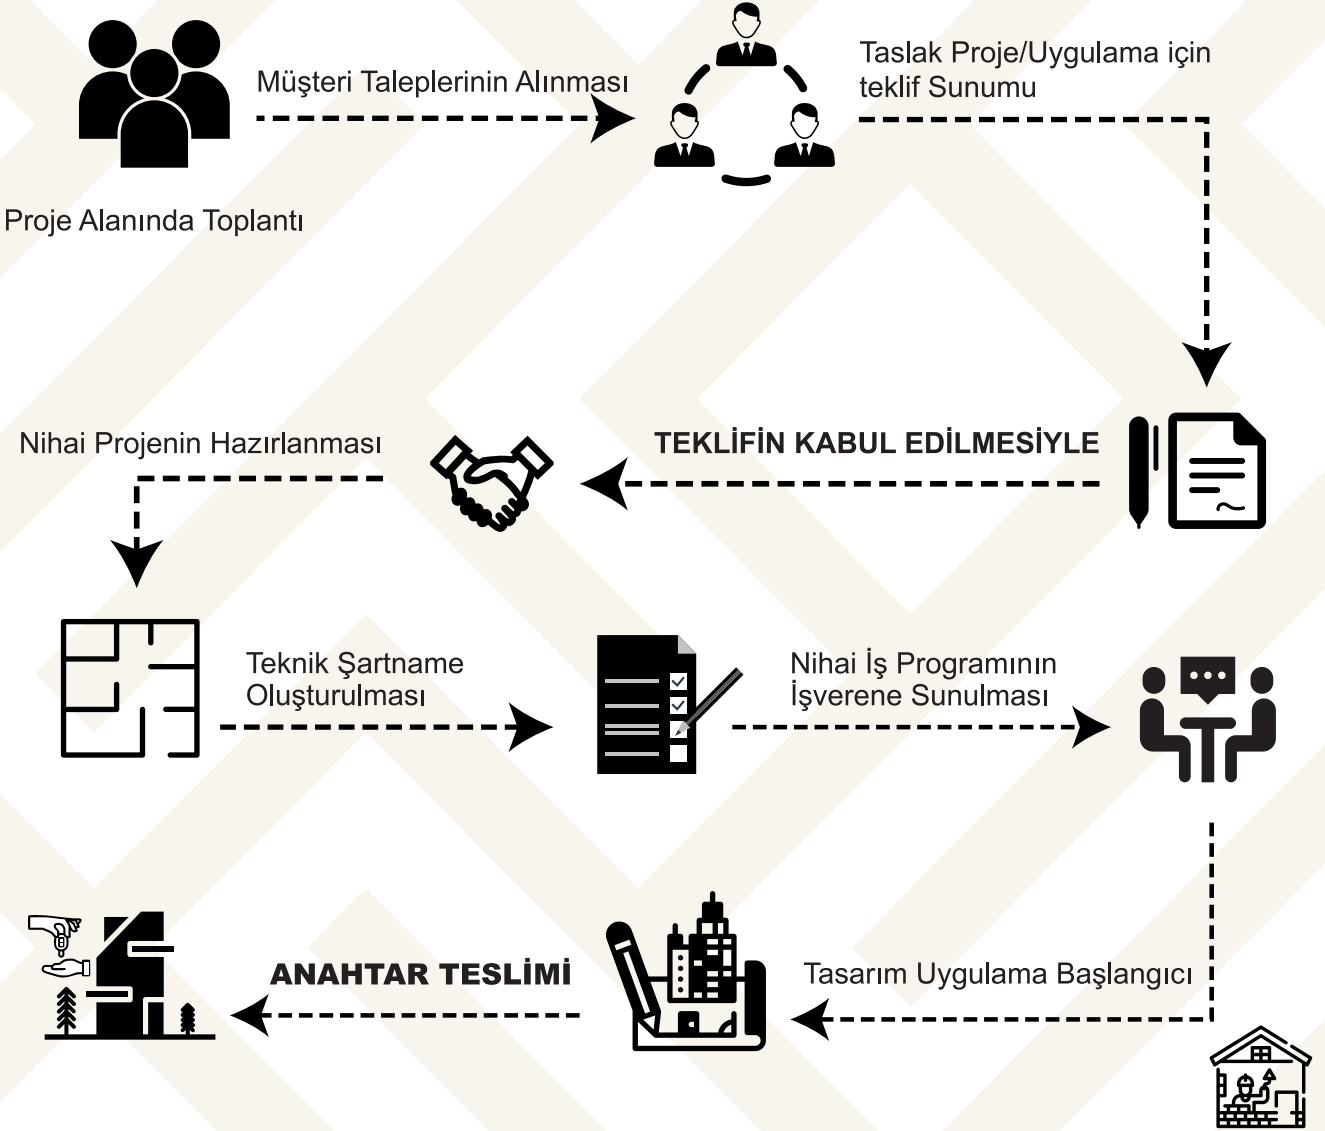 Müşteri Taleplerinin Alınması
Taslak Proje/Uygulama için
teklif Sunumu
Proje Alanında Toplantı
TEKLİFİN KABUL EDİLMESİYLE
Nihai Projenin Hazırlanması
Teknik Şartname
Oluşturulması
Nihai İş Programının
İşverene Sunulması
Tasarım Uygulama Başlangıcı
ANAHTAR TESLİMİ